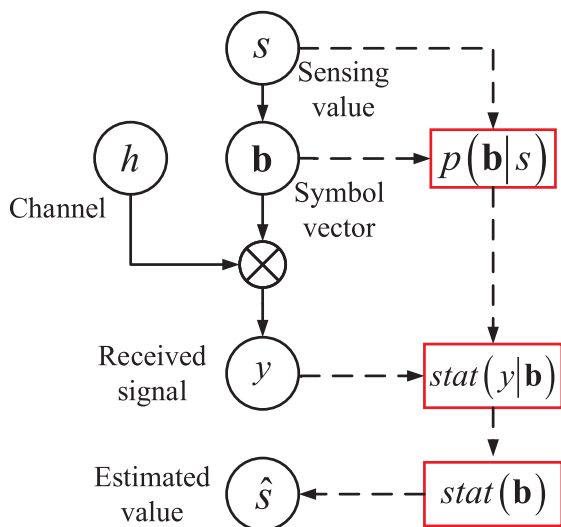 s
Sensing
value
h
b
p(b|s)
Channel
Symbol
vector
Received
signal
y
stat(y|b)
Estimated
value
ŝ
stat(b)